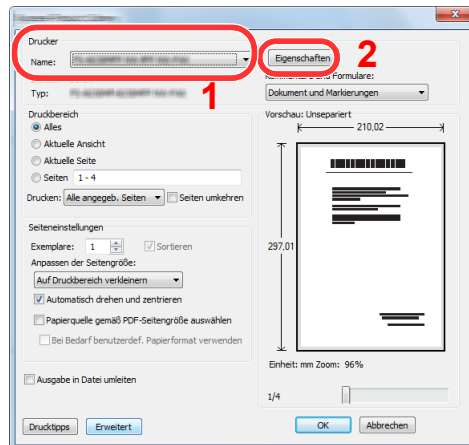 Drucker
Name:
1
Eigenschaften
2
Kommentare und Formulare:
Typ:
Dokument und Markierungen
Druckbereich
Alles
Aktuelle Ansicht
Aktuelle Seite
Seiten 1 - 4
Drucken: Alle angegeb. Seiten Seiten umkehren
Vorschau: Unsepariert
210,02
297,01
Seiteneinstellungen
Exemplare: 1 Sortieren
Anpassen der Seitengröße:
Auf Druckbereich verkleinern
Automatisch drehen und zentrieren
Papierquelle gemäß PDF-Seitengröße auswählen
Bei Bedarf benutzerdef. Papierformat verwenden
Einheit: mm Zoom: 96%
Ausgabe in Datei umleiten
1/4
Drucktipps Erweitert
OK Abbrechen